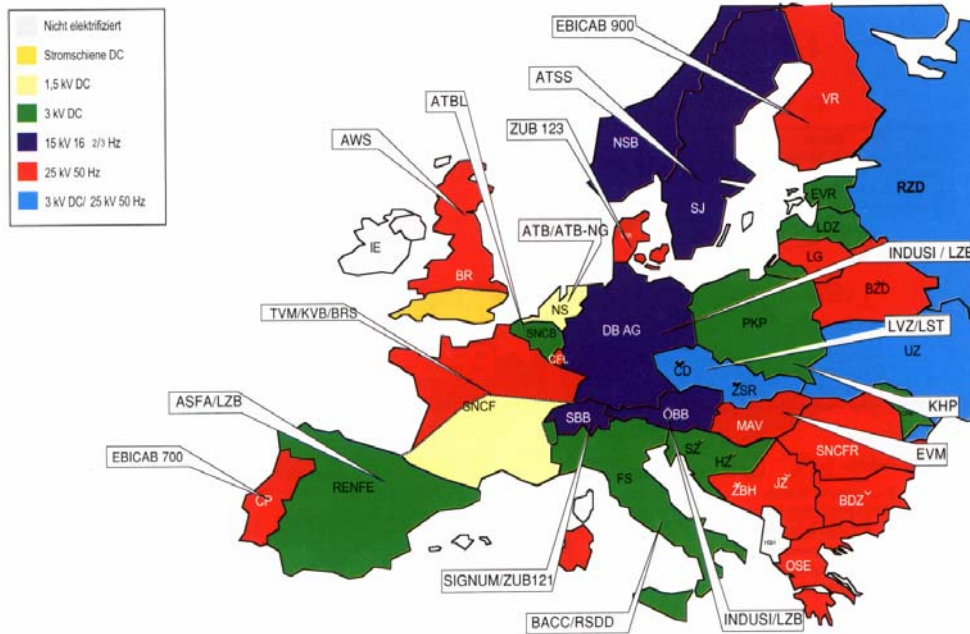 Nicht elektrifiziert
Stromschiene DC
1,5 kV DC
3 kV DC
15 kV 16 2/3 Hz
25 kV 50 Hz
3 kV DC/ 25 kV 50 Hz
EBICAB 900
ATSS
ATBL
ZUB 123
AWS
VR
NSB
RZD
EVR
SJ
LDZ
ATB/ATB-NG
IE
LG
INDUSI / LZB
BR
BŽD
NS
TVM/KVB/BRS
DB AG
PKP
LVZ/LST
SNCB
UZ
CFL
ČD
ŽSR
ASFA/LZB
SNCF
KHP
SBB
ÖBB
MAV
EVM
EBICAB 700
SŽ
SNCFR
HŽ
RENFE
FS
CP
ŽBH
JŽ
BDZ
HSH
OSE
SIGNUM/ZUB121
BACC/RSDD
INDUSI/LZB